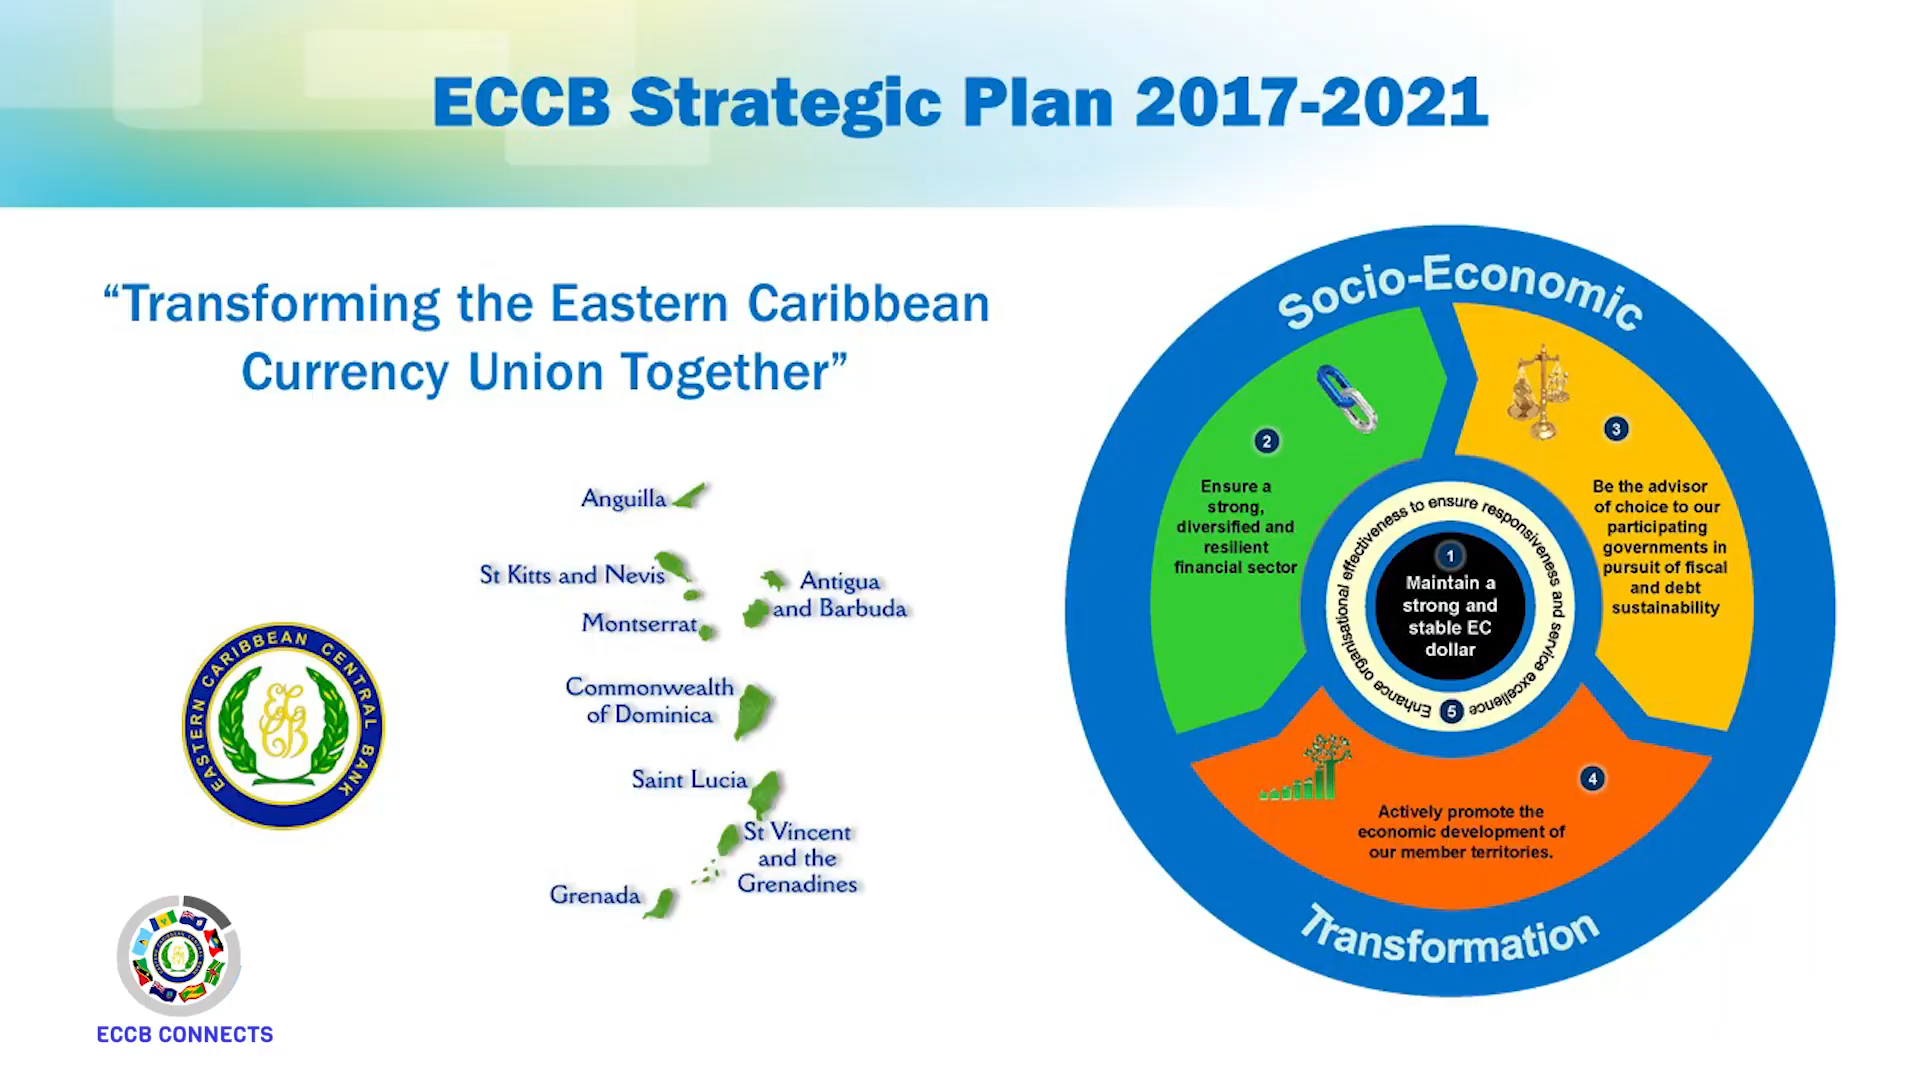 ECCB Strategic Plan 2017-2021
“Transforming the Eastern Caribbean
Currency Union Together”
Anguilla
St Kitts and Nevis
Antigua
and Barbuda
Montserrat
Commonwealth
of Dominica
Saint Lucia
St Vincent
and the
Grenadines
Grenada
EASTERN CARIBBEAN CENTRAL BANK
ECCB
ECCB CONNECTS
Socio-Economic
2
Ensure a
strong,
diversified and
resilient
financial sector
3
Be the advisor
of choice to our
participating
governments in
pursuit of fiscal
and debt
sustainability
1
Maintain a
strong and
stable EC
dollar
5
Enhance organisational effectiveness to ensure responsiveness and service excellence
4
Actively promote the
economic development of
our member territories.
Transformation